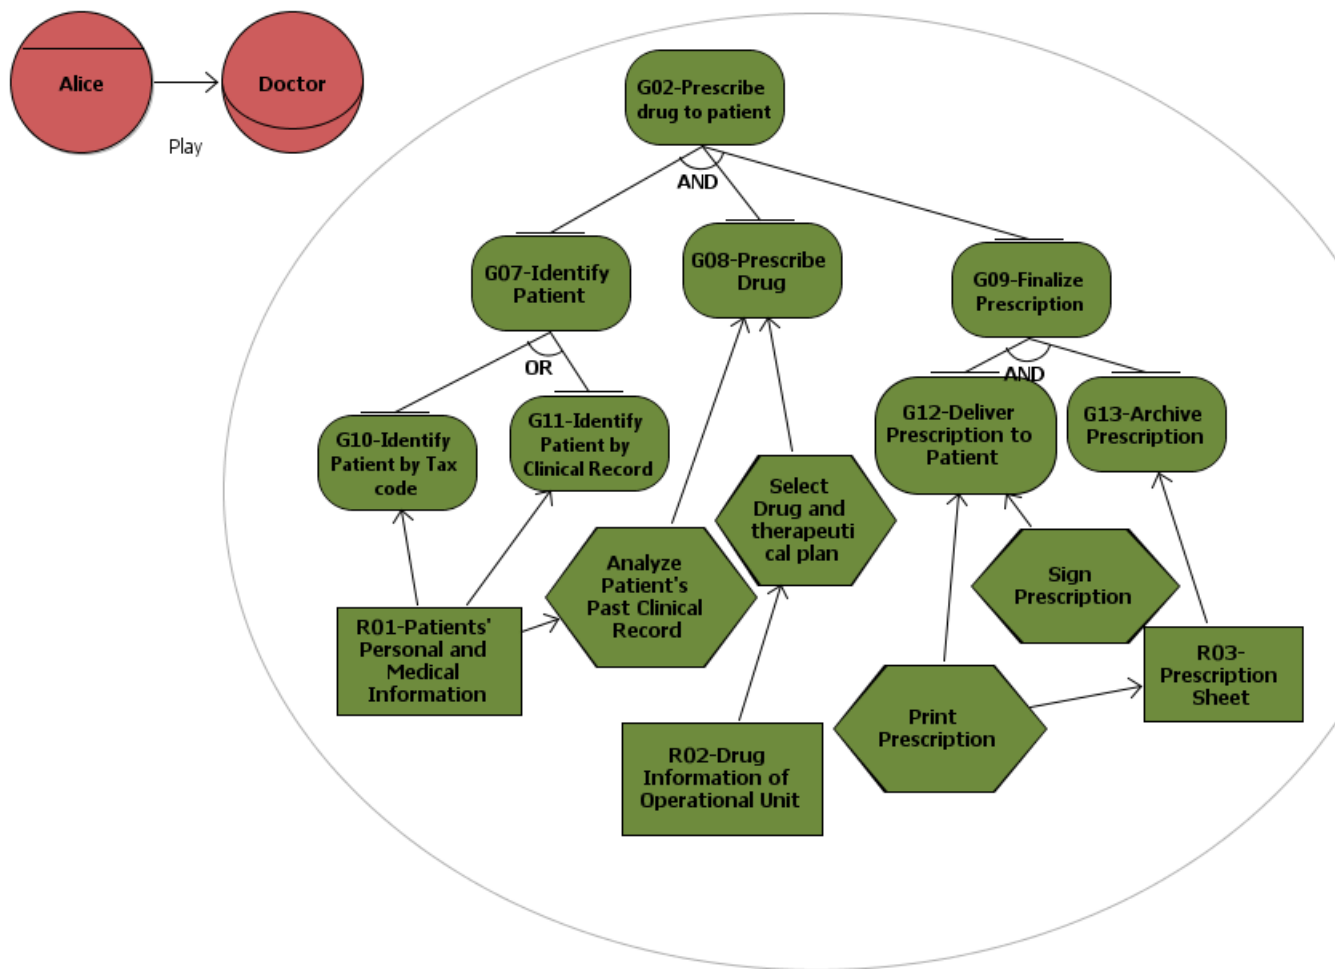 Alice
Doctor
Play
G02-Prescribe
drug to patient
AND
G07-Identify
Patient
G08-Prescribe
Drug
G09-Finalize
Prescription
OR
AND
G10-Identify
Patient by Tax
code
G11-Identify
Patient by
Clinical Record
G12-Deliver
Prescription to
Patient
G13-Archive
Prescription
Select
Drug and
therapeuti
cal plan
Analyze
Patient's
Past Clinical
Record
Sign
Prescription
R01-Patients'
Personal and
Medical
Information
R03-
Prescription
Sheet
Print
Prescription
R02-Drug
Information of
Operational Unit